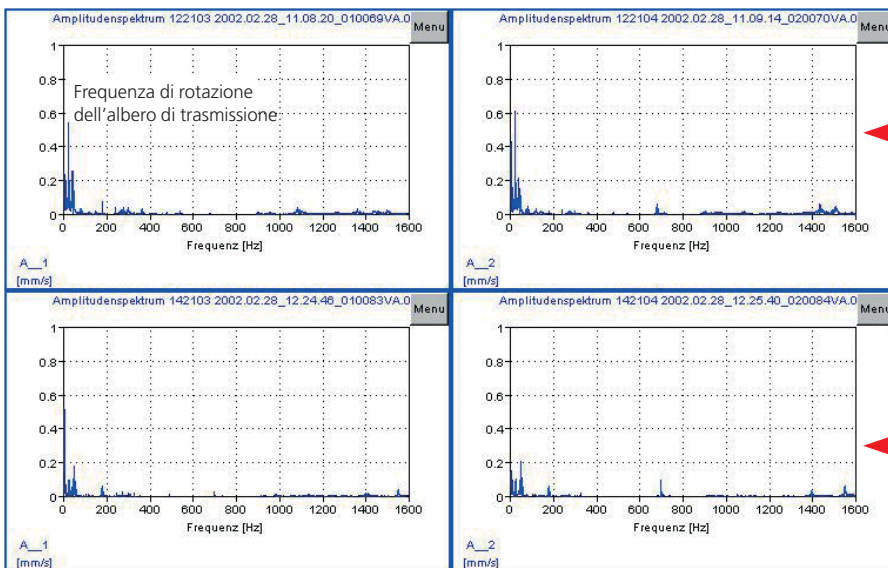 Amplitudenspektrum 122103 2002.02.28_11.08.20_010069VA.0
Menu
1
0.8
0.6
0.4
0.2
0
Frequenza di rotazione
dell'albero di trasmissione
0 200 400 600 800 1000 1200 1400 1600
Frequenz [Hz]
A__1
[mm/s]
Amplitudenspektrum 122104 2002.02.28_11.09.14_020070VA.0
Menu
1
0.8
0.6
0.4
0.2
0
0 200 400 600 800 1000 1200 1400 1600
Frequenz [Hz]
A__2
[mm/s]
Amplitudenspektrum 142103 2002.02.28_12.24.46_010083VA.0
Menu
1
0.8
0.6
0.4
0.2
0
0 200 400 600 800 1000 1200 1400 1600
Frequenz [Hz]
A__1
[mm/s]
Amplitudenspektrum 142104 2002.02.28_12.25.40_020084VA.0
Menu
1
0.8
0.6
0.4
0.2
0
0 200 400 600 800 1000 1200 1400 1600
Frequenz [Hz]
A__2
[mm/s]